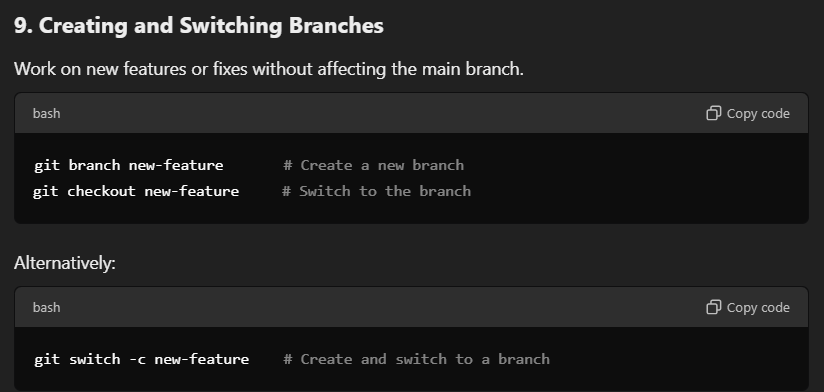 9. Creating and Switching Branches
Work on new features or fixes without affecting the main branch.
bash Copy code
git branch new-feature      # Create a new branch
git checkout new-feature    # Switch to the branch
Alternatively:
bash Copy code
git switch -c new-feature   # Create and switch to a branch